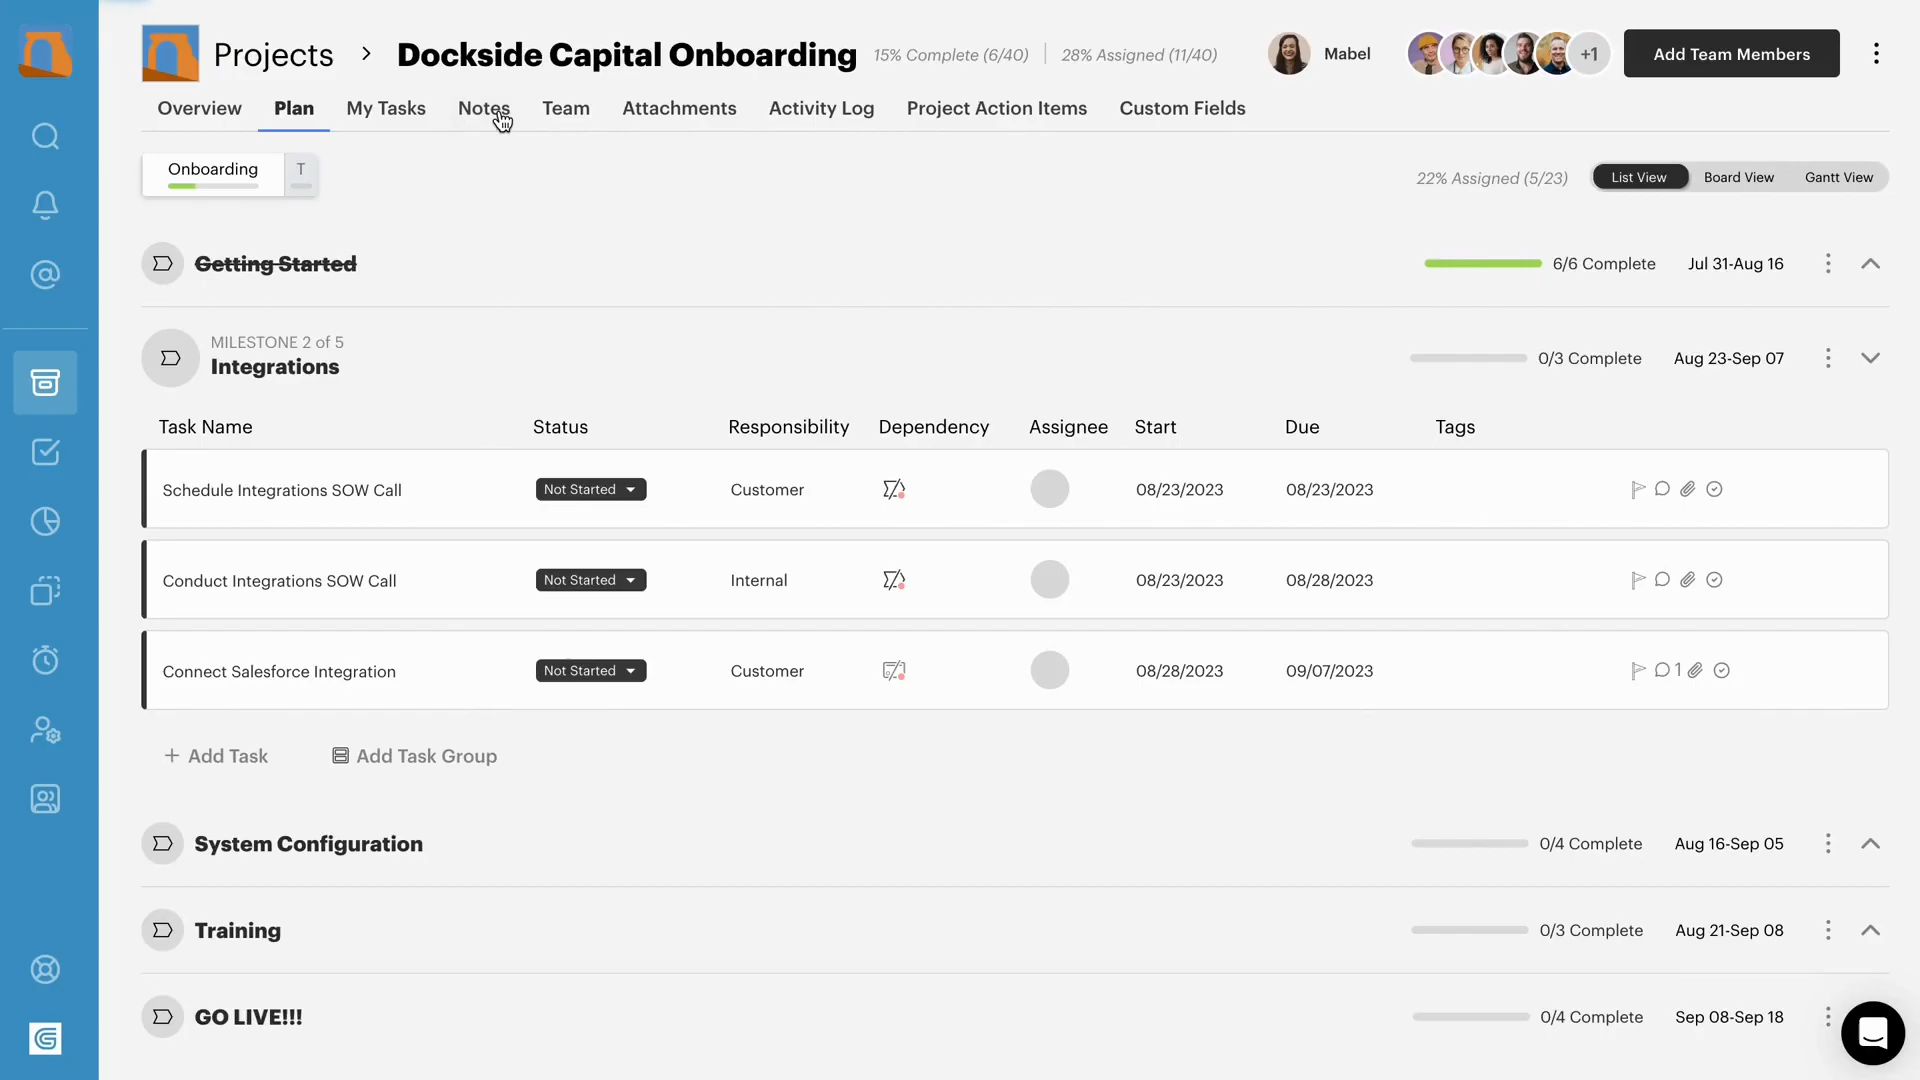 Projects > Dockside Capital Onboarding 15% Complete (6/40) 28% Assigned (11/40) Mabel +1 Add Team Members
Overview Plan My Tasks Notes Team Attachments Activity Log Project Action Items Custom Fields
Onboarding T 22% Assigned (5/23) List View Board View Gantt View
Getting Started 6/6 Complete Jul 31-Aug 16
MILESTONE 2 of 5
Integrations 0/3 Complete Aug 23-Sep 07
Task Name Status Responsibility Dependency Assignee Start Due Tags
Schedule Integrations SOW Call Not Started Customer 08/23/2023 08/23/2023
Conduct Integrations SOW Call Not Started Internal 08/23/2023 08/28/2023
Connect Salesforce Integration Not Started Customer 08/28/2023 09/07/2023 1
+ Add Task Add Task Group
System Configuration 0/4 Complete Aug 16-Sep 05
Training 0/3 Complete Aug 21-Sep 08
GO LIVE!!! 0/4 Complete Sep 08-Sep 18